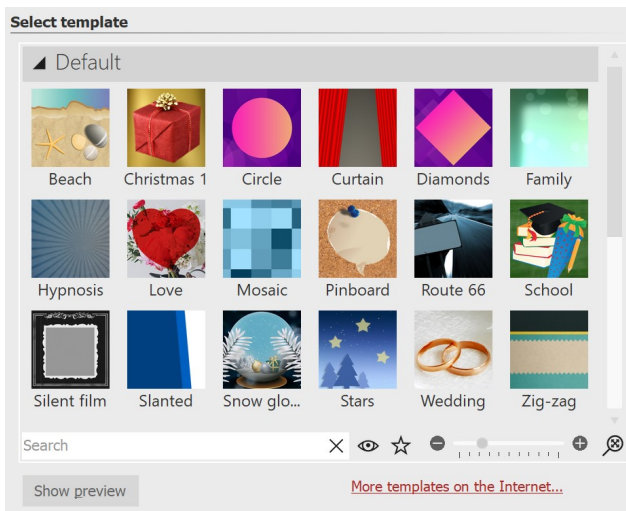 Select template
Default
Beach Christmas 1 Circle Curtain Diamonds Family
Hypnosis Love Mosaic Pinboard Route 66 School
Silent film Slanted Snow glo... Stars Wedding Zig-zag
Search
Show preview More templates on the Internet...